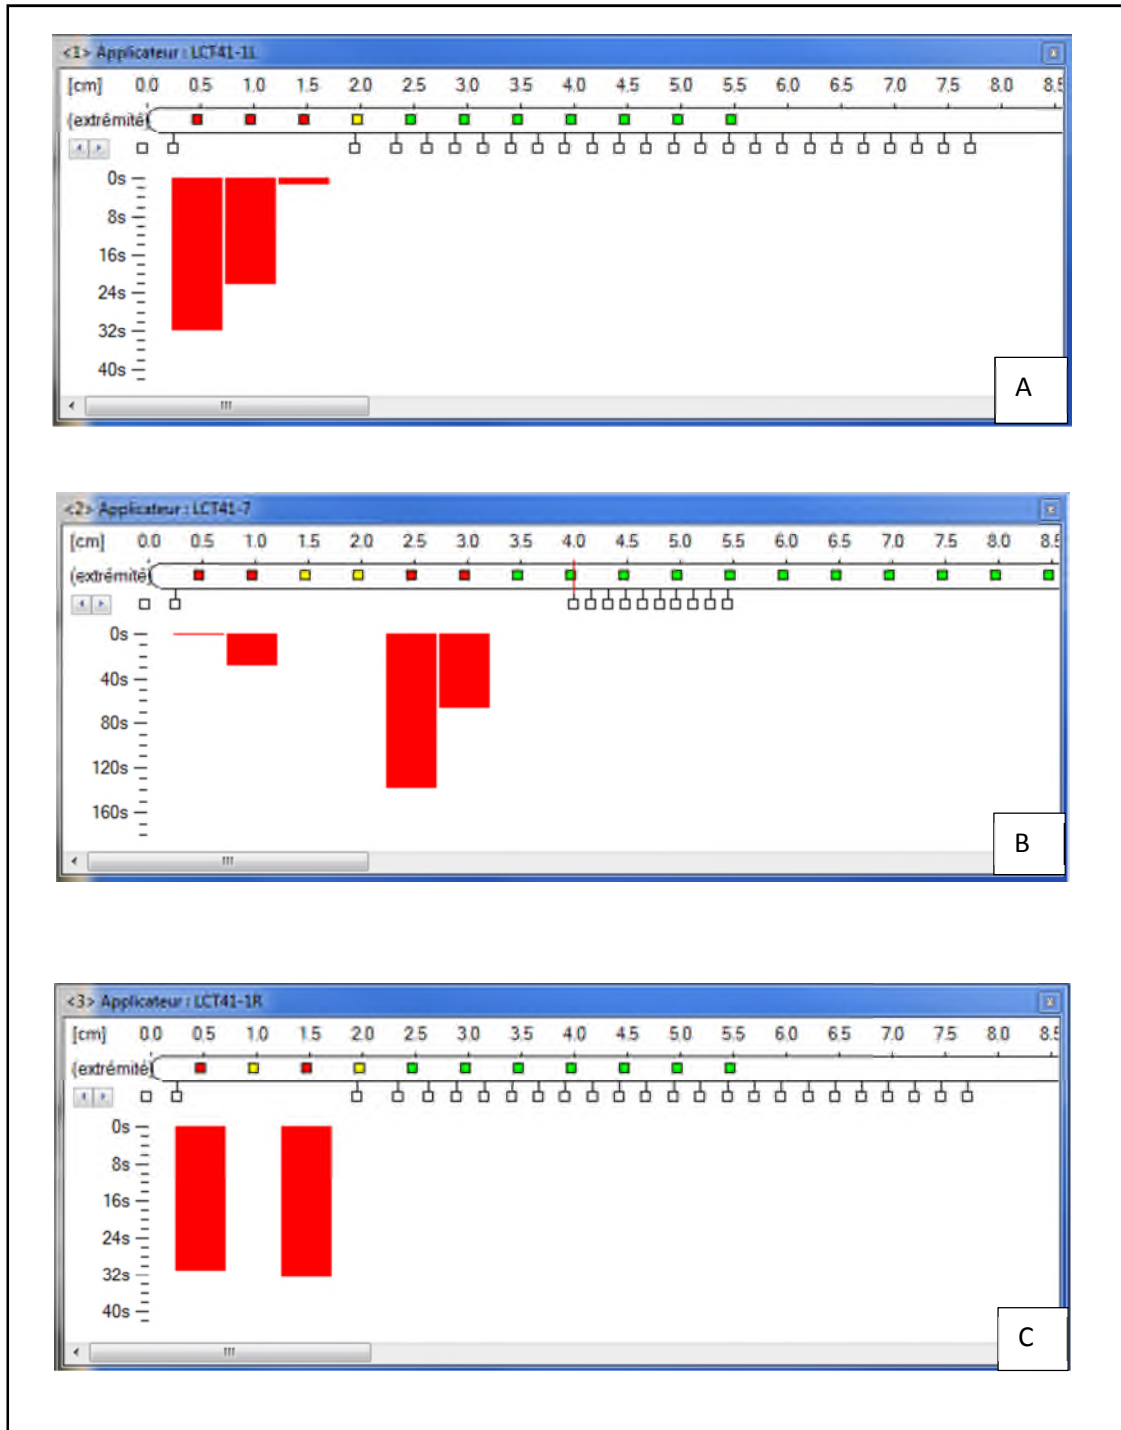 <1> Applicateur : LCT41-1L
[cm] 0.0 0.5 1.0 1.5 2.0 2.5 3.0 3.5 4.0 4.5 5.0 5.5 6.0 6.5 7.0 7.5 8.0 8.5
(extrémité)
0s
8s
16s
24s
32s
40s
A
<2> Applicateur : LCT41-7
[cm] 0.0 0.5 1.0 1.5 2.0 2.5 3.0 3.5 4.0 4.5 5.0 5.5 6.0 6.5 7.0 7.5 8.0 8.5
(extrémité)
0s
40s
80s
120s
160s
B
<3> Applicateur : LCT41-1R
[cm] 0.0 0.5 1.0 1.5 2.0 2.5 3.0 3.5 4.0 4.5 5.0 5.5 6.0 6.5 7.0 7.5 8.0 8.5
(extrémité)
0s
8s
16s
24s
32s
40s
C